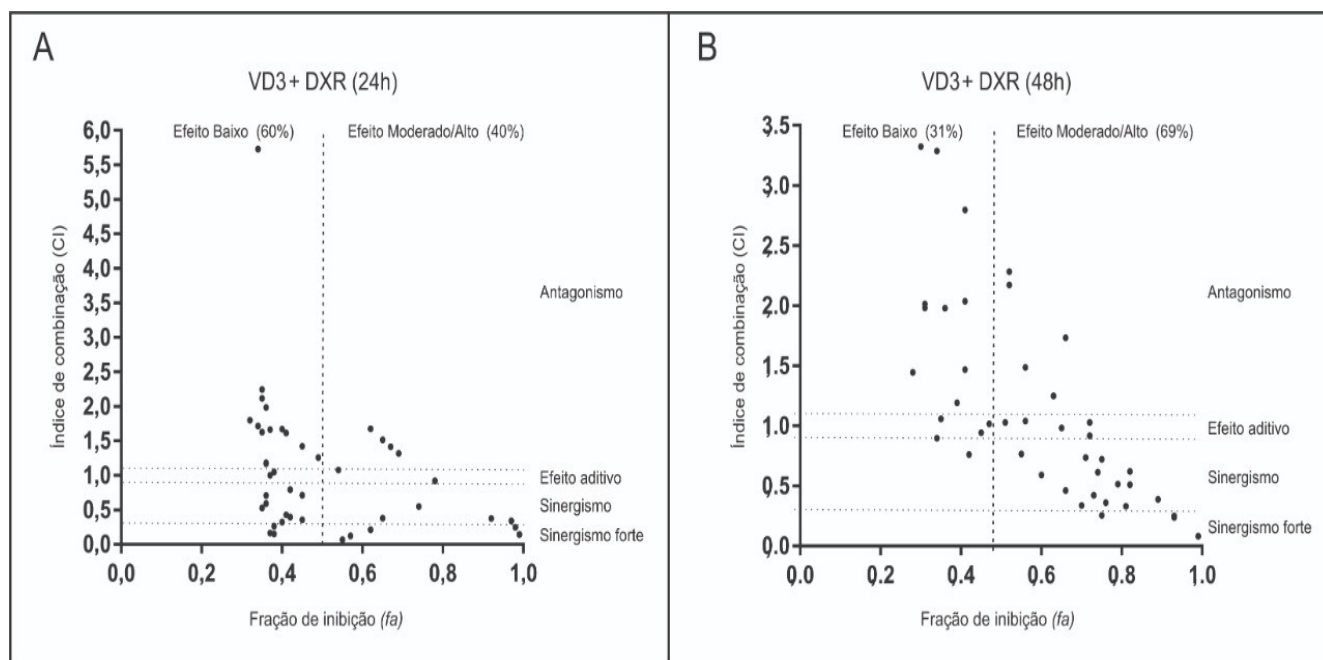 A
VD3 + DXR (24h)
Efeito Baixo (60%)
Efeito Moderado/Alto (40%)
6,0
5,5
5,0
4,5
4,0
3,5
3,0
2,5
2,0
1,5
1,0
0,5
0,0
Índice de combinação (CI)
Antagonismo
Efeito aditivo
Sinergismo
Sinergismo forte
0,0 0,2 0,4 0,6 0,8 1,0
Fração de inibição (fa)
B
VD3 + DXR (48h)
Efeito Baixo (31%)
Efeito Moderado/Alto (69%)
3.5
3.0
2.5
2.0
1.5
1.0
0.5
0.0
Índice de combinação (CI)
Antagonismo
Efeito aditivo
Sinergismo
Sinergismo forte
0.0 0.2 0.4 0.6 0.8 1.0
Fração de inibição (fa)